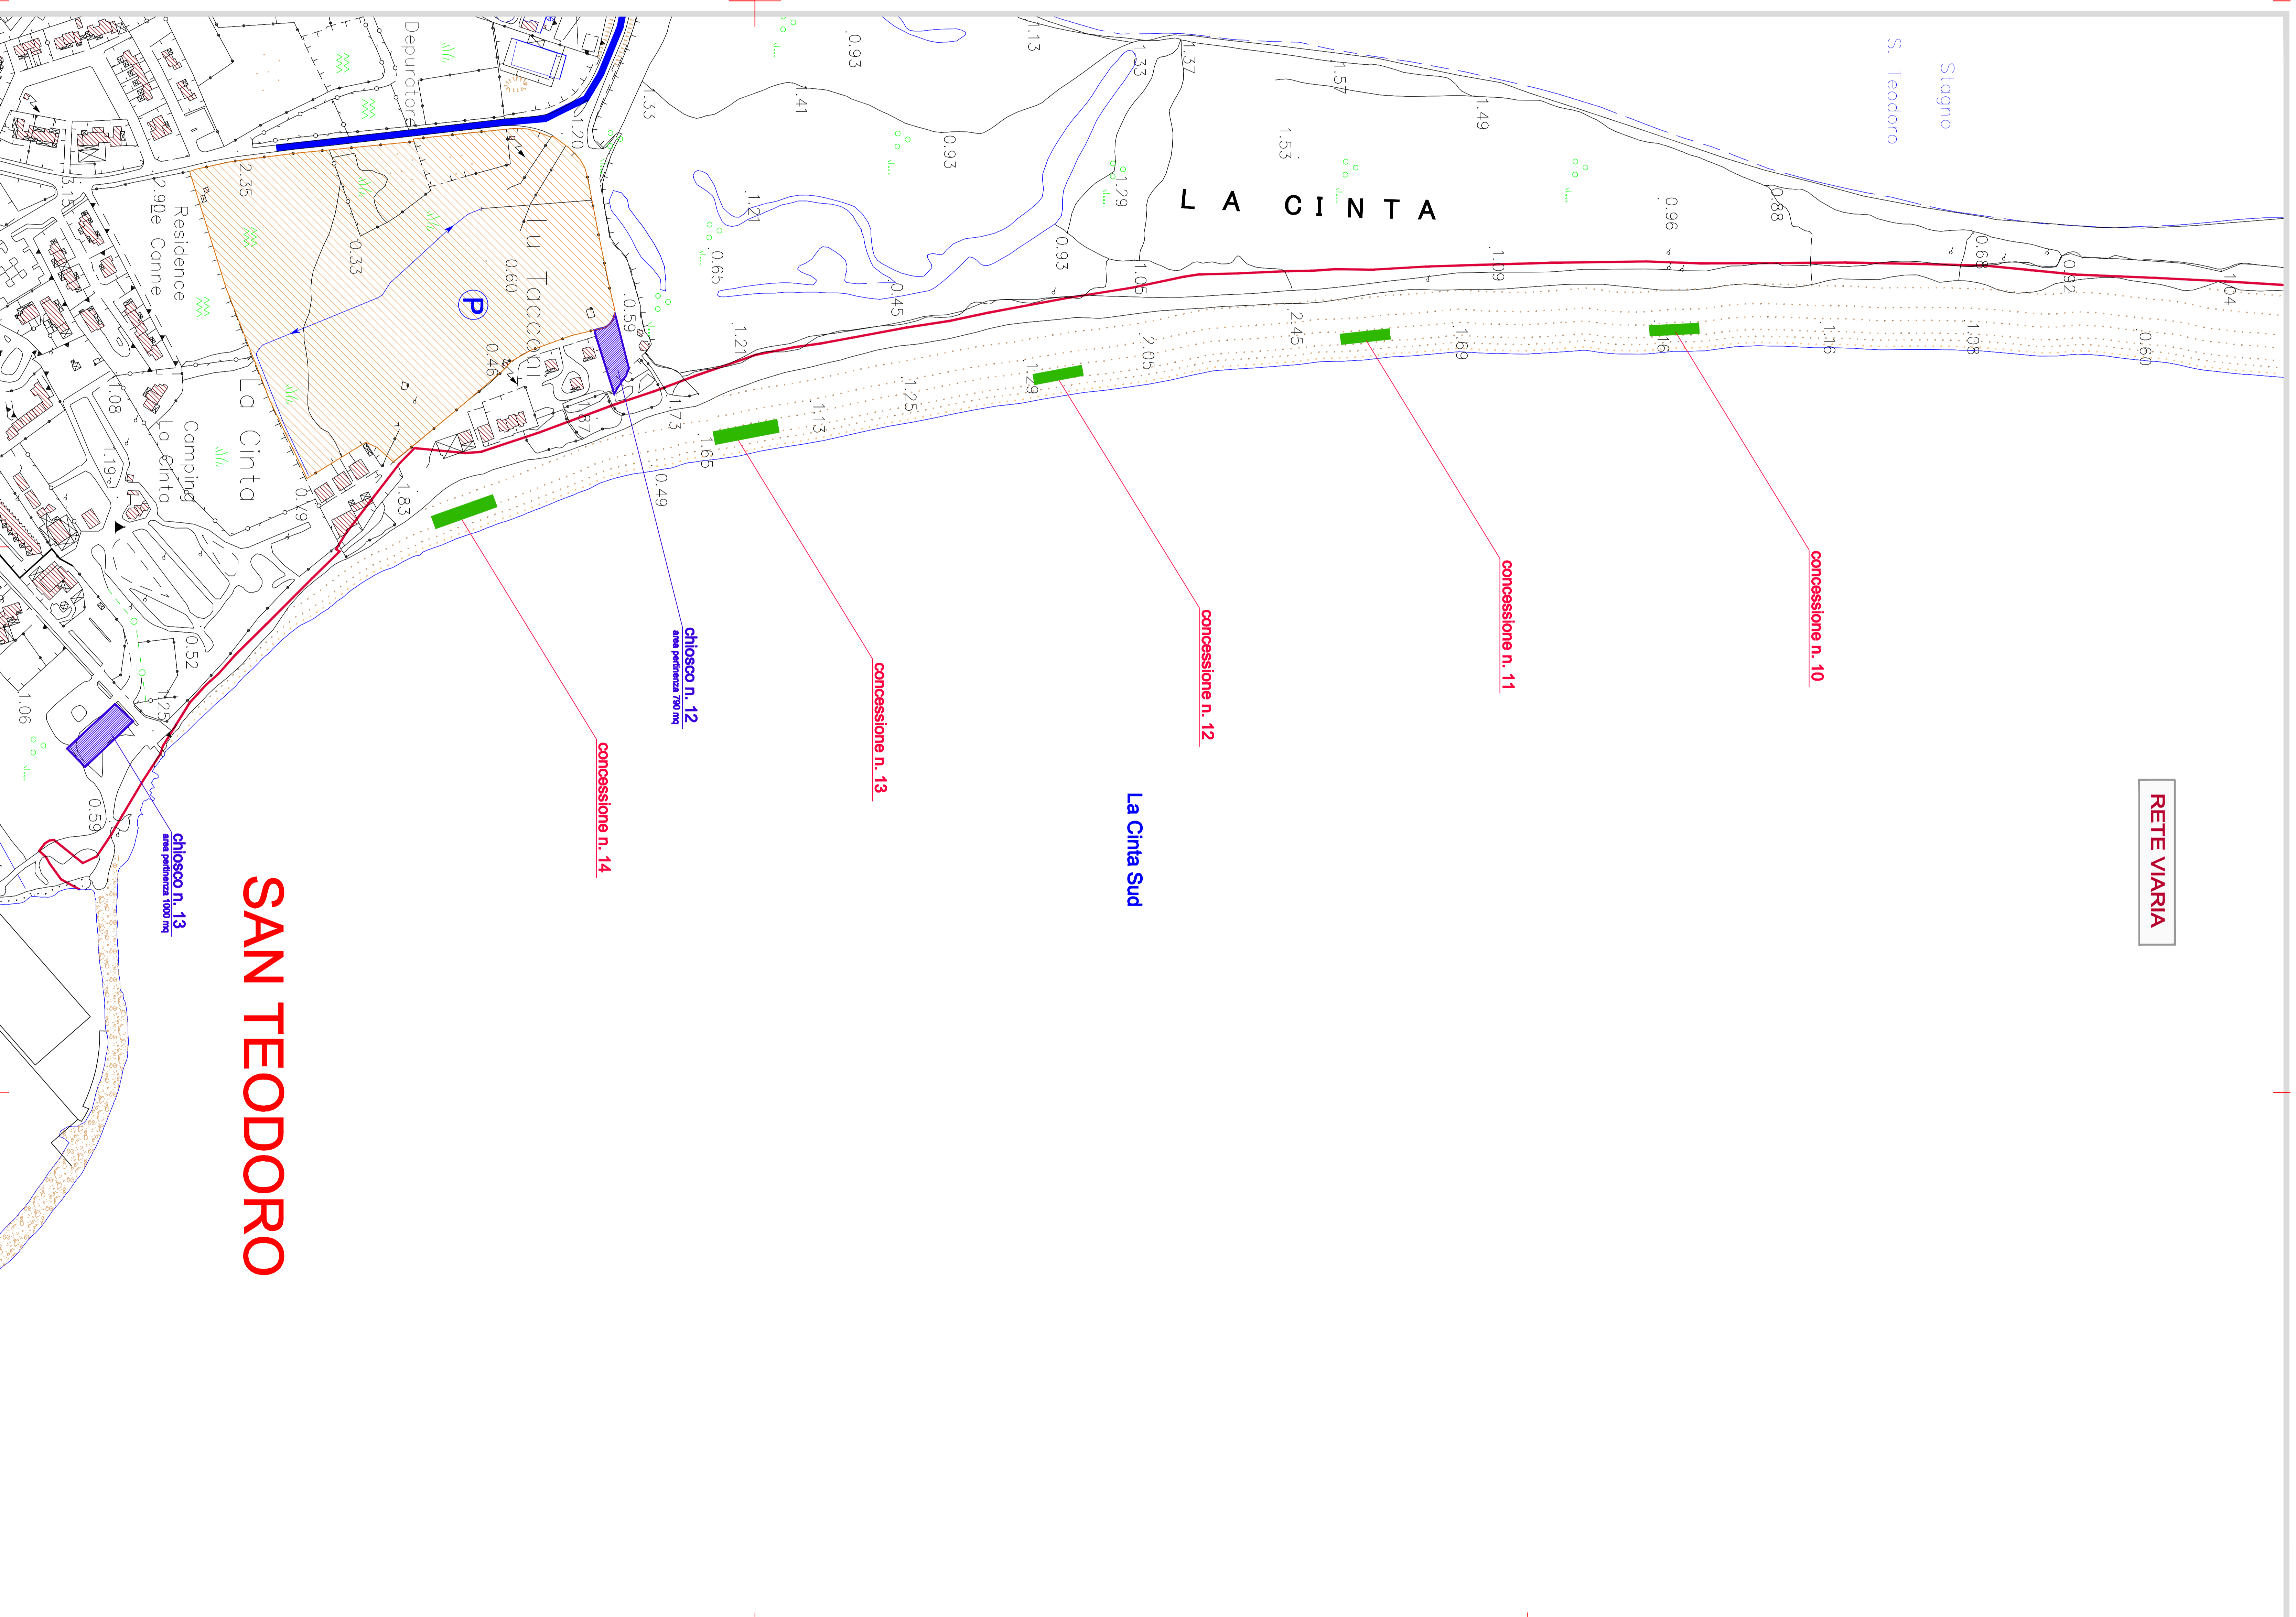 RETE VIARIA
Stagno
S. Teodoro
1.04
0.60
0.92
0.68
1.08
0.88
1.16
concessione n. 10
0.96
1.49
1.09
1.69
concessione n. 11
1.57
1.53
2.45
LA CINTA
1.37
1.33
1.29
1.05
2.05
concessione n. 12
La Cinta Sud
1.13
0.93
1.29
0.93
0.93
0.45
1.25
concessione n. 13
1.41
1.13
1.21
1.21
0.65
1.65
chiosco n. 12
area pertinenza 790 mq
1.33
1.73
0.49
0.59
concessione n. 14
1.20
Lu Tacconi
0.60
0.46
P
Depuratore
1.83
0.33
0.79
2.35
La Cinta
SAN TEODORO
Residence
Le Canne
2.90
Camping
La Cinta
0.52
chiosco n. 13
area pertinenza 1000 mq
1.25
1.08
1.19
3.15
0.59
1.06